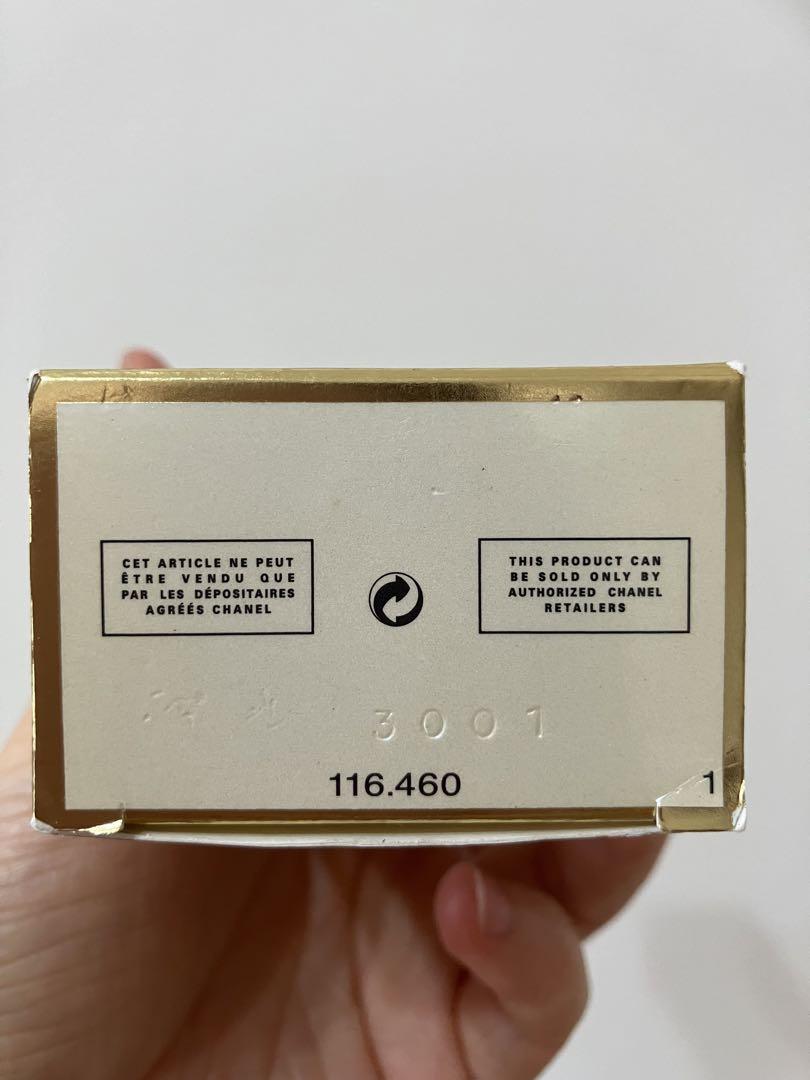 CET ARTICLE NE PEUT
ÊTRE VENDU QUE
PAR LES DÉPOSITAIRES
AGRÉÉS CHANEL
THIS PRODUCT CAN
BE SOLD ONLY BY
AUTHORIZED CHANEL
RETAILERS
3001
116.460
1